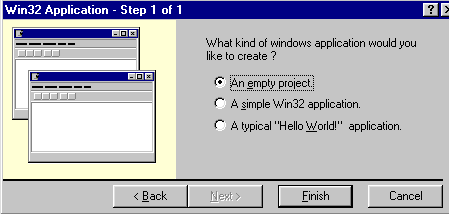 Win32 Application - Step 1 of 1
What kind of windows application would you
like to create ?
An empty project.
A simple Win32 application.
A typical "Hello World!" application.
< Back
Next >
Finish
Cancel